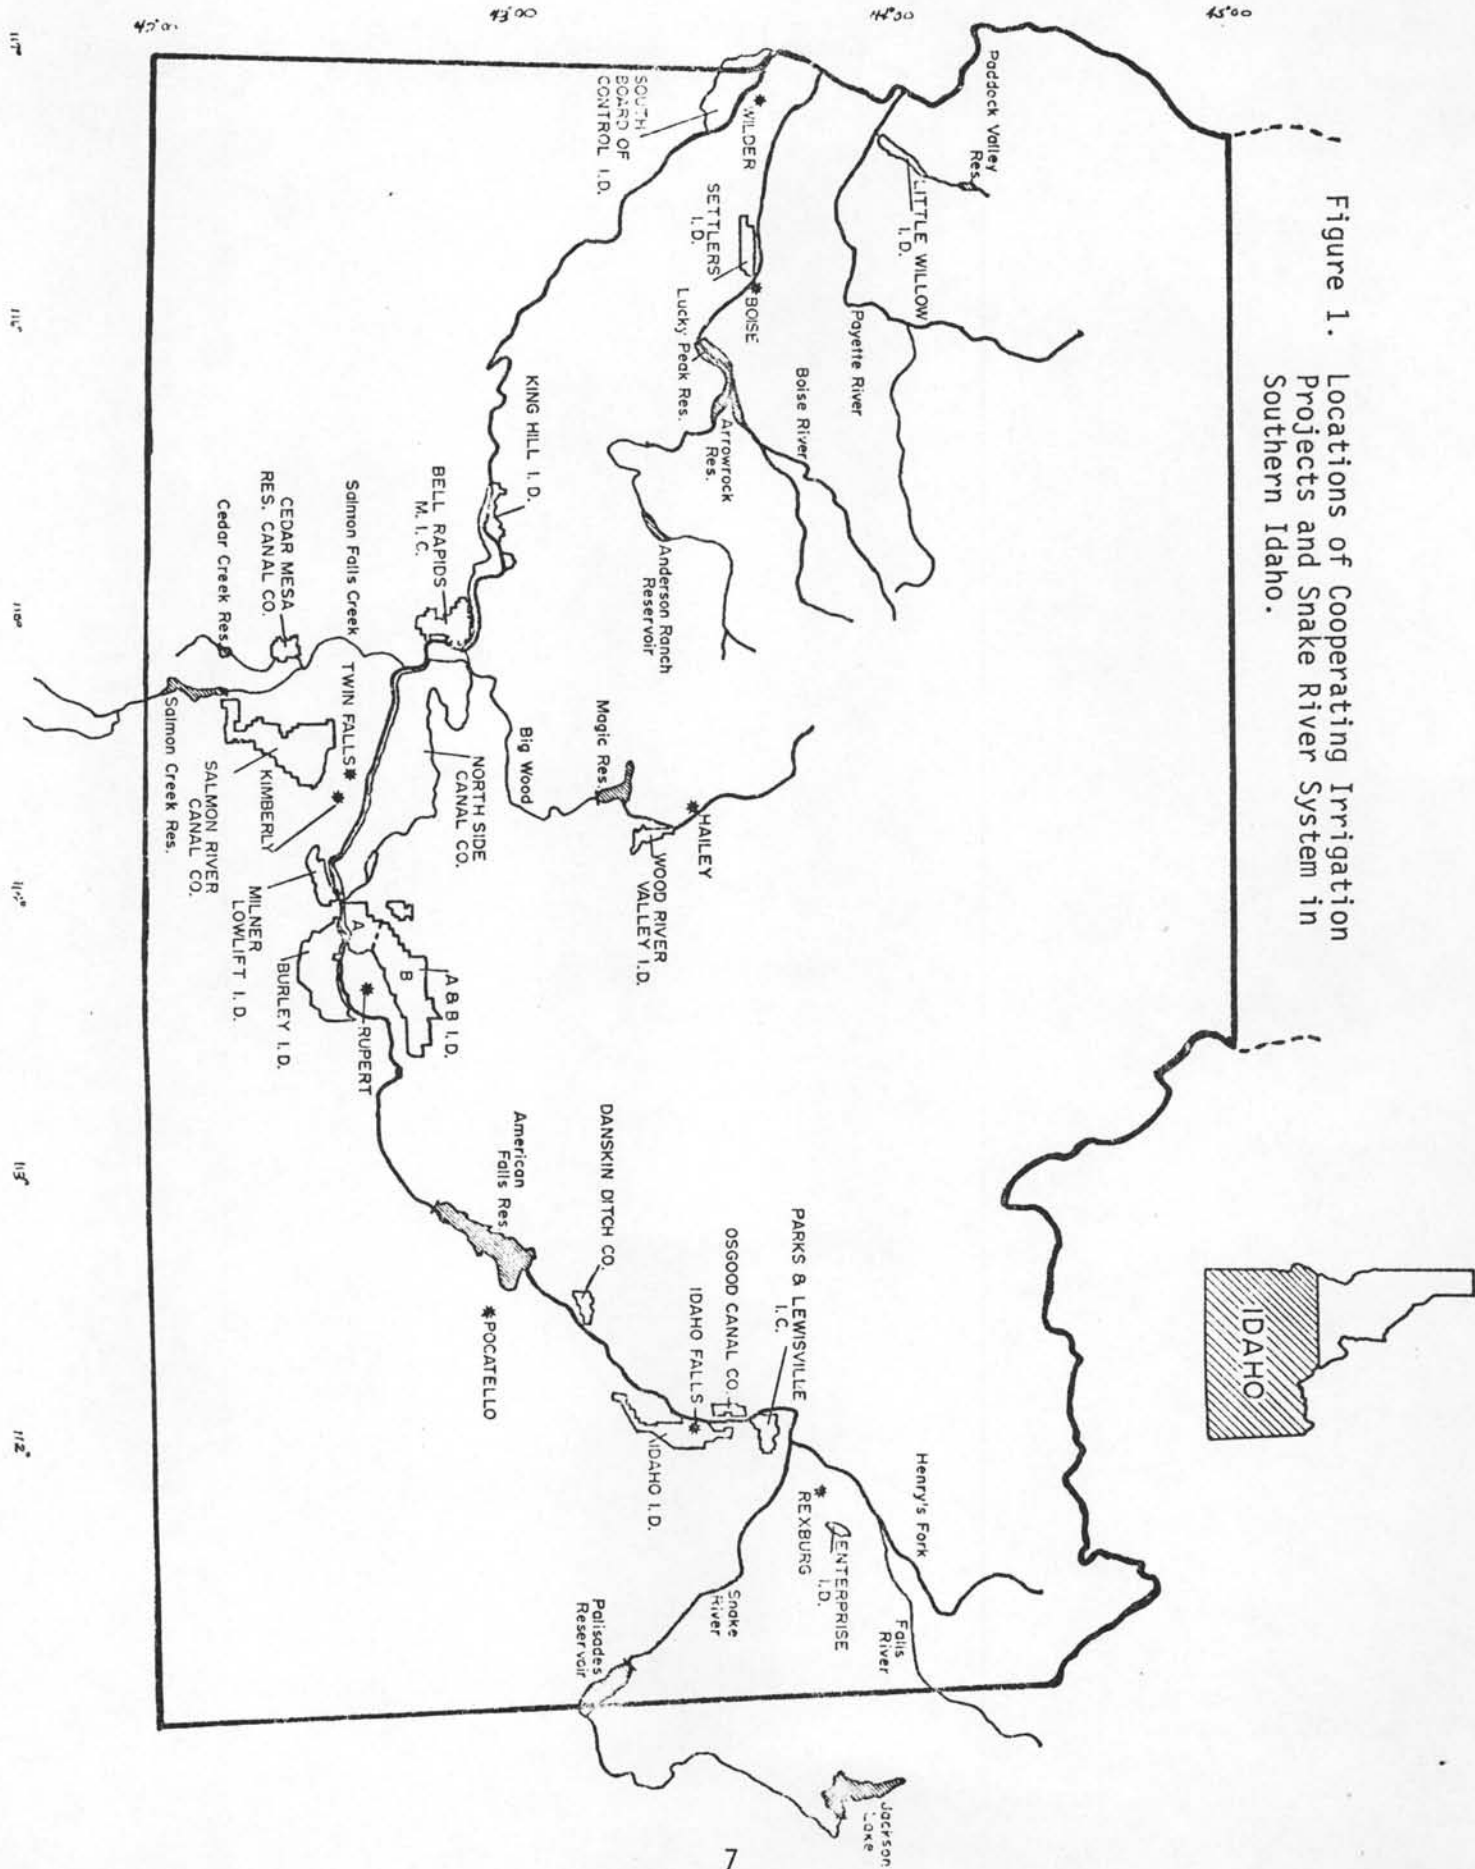 Figure 1. Locations of Cooperating Irrigation
Projects and Snake River System in
Southern Idaho.
IDAHO
45°00
44°00
43°00
117°
113°
112°
Paddock Valley
Res.
LITTLE WILLOW
I.D.
Payette River
Boise River
WILDER
SOUTH
BOARD OF
CONTROL I.D.
SETTLERS
I.D.
BOISE
Lucky Peak Res.
Arrowrock
Res.
Anderson Ranch
Reservoir
KING HILL I.D.
BELL RAPIDS
M.I.C.
Salmon Falls Creek
CEDAR MESA
RES. CANAL CO.
Cedar Creek Res.
Salmon Creek Res.
TWIN FALLS
KIMBERLY
SALMON RIVER
CANAL CO.
NORTH SIDE
CANAL CO.
Big Wood
Magic Res.
HAILEY
WOOD RIVER
VALLEY I.D.
MILNER
LOWLIFT I.D.
BURLEY I.D.
A
B
A & B I.D.
RUPERT
American
Falls Res.
POCATELLO
DANSKIN DITCH CO.
IDAHO FALLS
OSGOOD CANAL CO.
PARKS & LEWISVILLE
I.C.
IDAHO I.D.
REXBURG
ENTERPRISE
I.D.
Henry's Fork
Falls
River
Snake
River
Palisades
Reservoir
Jackson
Lake
7